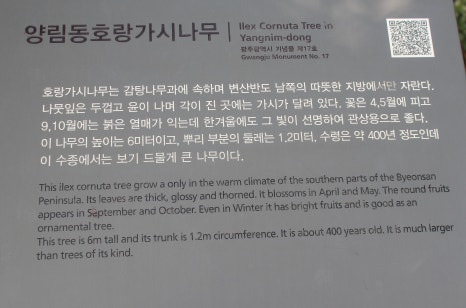 양림동호랑가시나무
Ilex Cornuta Tree in
Yangnim-dong
광주광역시 기념물 제17호
Gwangju Monument No. 17
호랑가시나무는 감탕나무과에 속하며 변산반도 남쪽의 따뜻한 지방에서만 자란다.
나뭇잎은 두껍고 윤이 나며 각이 진 곳에는 가시가 달려 있다. 꽃은 4,5월에 피고
9,10월에는 붉은 열매가 익는데 한겨울에도 그 빛이 선명하여 관상용으로 좋다.
이 나무의 높이는 6미터이고, 뿌리 부분의 둘레는 1.2미터, 수령은 약 400년 정도인데
이 수종에서는 보기 드물게 큰 나무이다.
This ilex cornuta tree grow a only in the warm climate of the southern parts of the Byeonsan
Peninsula. Its leaves are thick, glossy and thorned. It blossoms in April and May. The round fruits
appears in September and October. Even in Winter it has bright fruits and is good as an
ornamental tree.
This tree is 6m tall and its trunk is 1.2m circumference. It is about 400 years old. It is much larger
than trees of its kind.